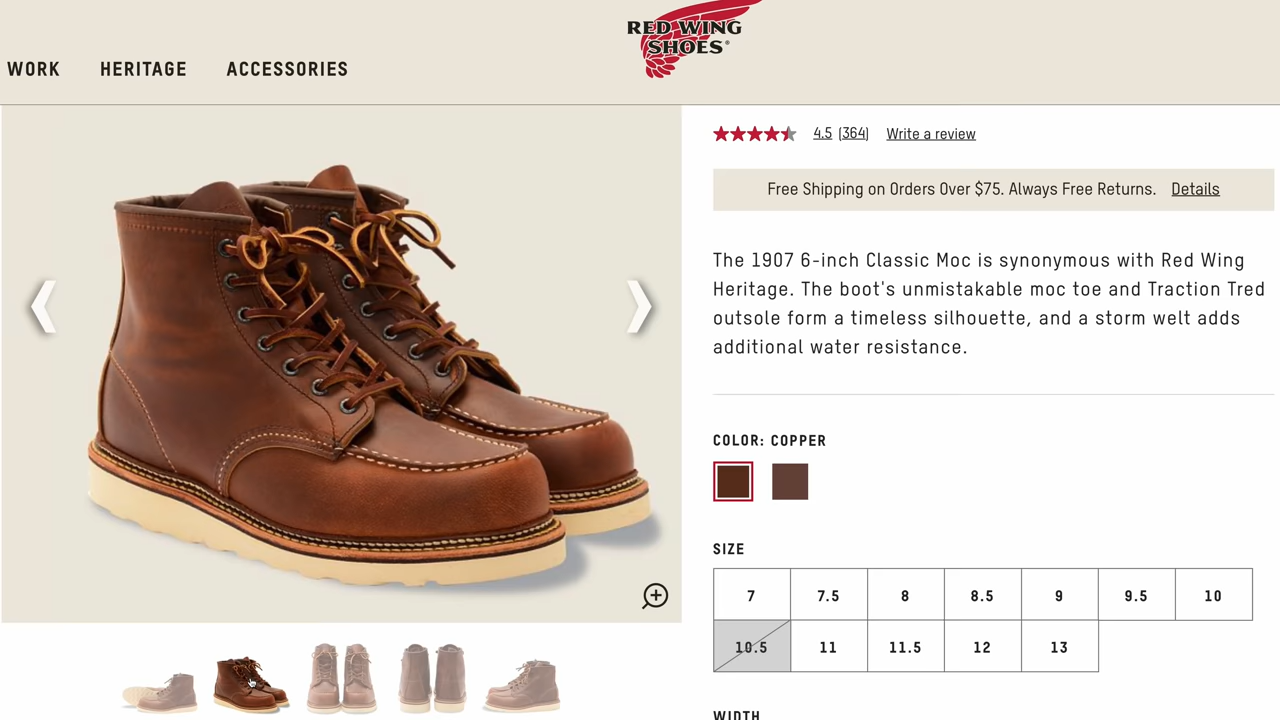 RED WING
SHOES®
WORK HERITAGE ACCESSORIES
4.5 (364) Write a review
Free Shipping on Orders Over $75. Always Free Returns. Details
The 1907 6-inch Classic Moc is synonymous with Red Wing
Heritage. The boot's unmistakable moc toe and Traction Tred
outsole form a timeless silhouette, and a storm welt adds
additional water resistance.
COLOR: COPPER
SIZE
7 7.5 8 8.5 9 9.5 10
10.5 11 11.5 12 13
WIDTH